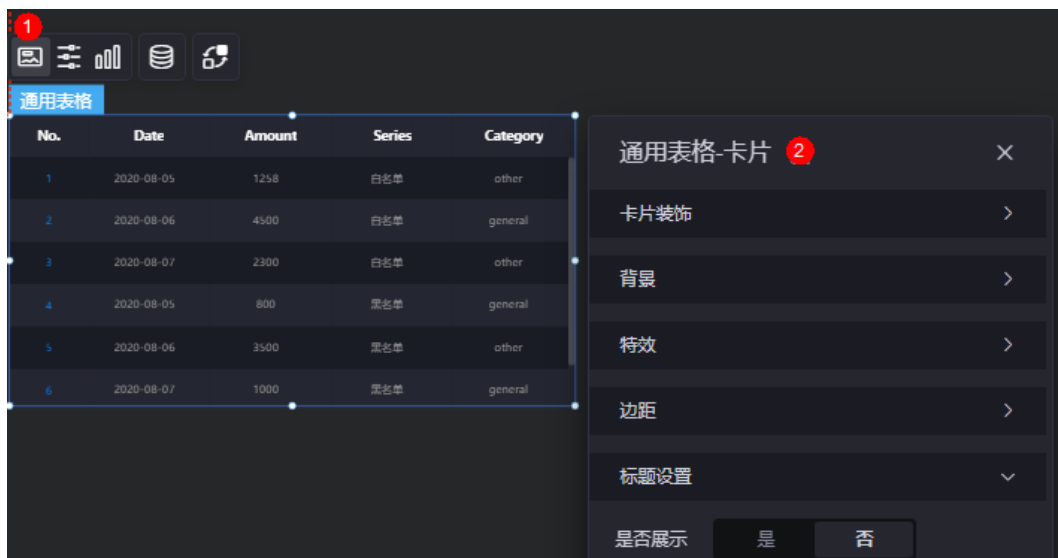 1
通用表格
No. Date Amount Series Category
1 2020-08-05 1258 白名单 other
2 2020-08-06 4500 白名单 general
3 2020-08-07 2300 白名单 other
4 2020-08-05 800 黑名单 general
5 2020-08-06 3500 黑名单 other
6 2020-08-07 1000 黑名单 general
通用表格-卡片 2
卡片装饰
背景
特效
边距
标题设置
是否展示 是 否